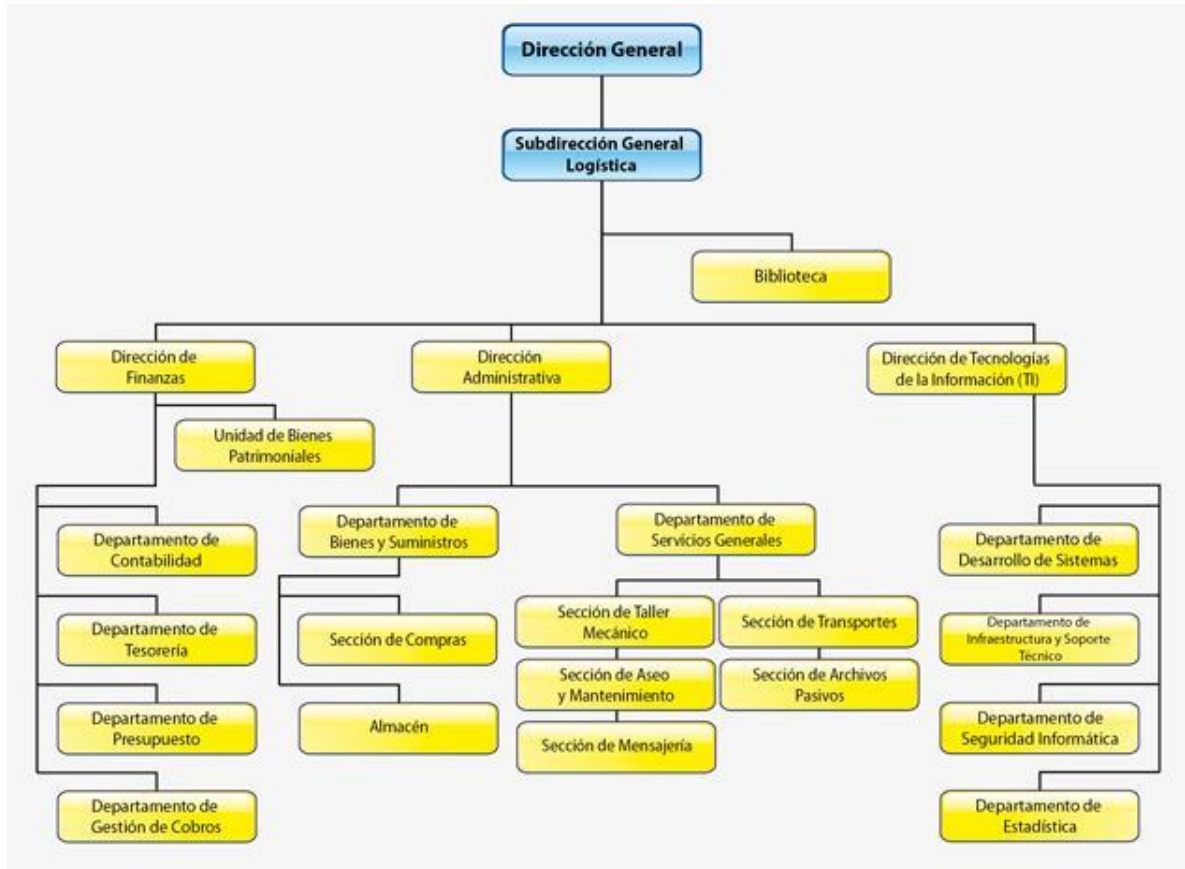 Dirección General
Subdirección General
Logística
Biblioteca
Dirección de
Finanzas
Dirección
Administrativa
Dirección de Tecnologías
de la Información (TI)
Unidad de Bienes
Patrimoniales
Departamento de
Contabilidad
Departamento de
Tesorería
Departamento de
Presupuesto
Departamento de
Gestión de Cobros
Departamento de
Bienes y Suministros
Sección de Compras
Almacén
Departamento de
Servicios Generales
Sección de Taller
Mecánico
Sección de Aseo
y Mantenimiento
Sección de Mensajería
Sección de Transportes
Sección de Archivos
Pasivos
Departamento de
Desarrollo de Sistemas
Departamento de
Infraestructura y Soporte
Técnico
Departamento de
Seguridad Informática
Departamento de
Estadística